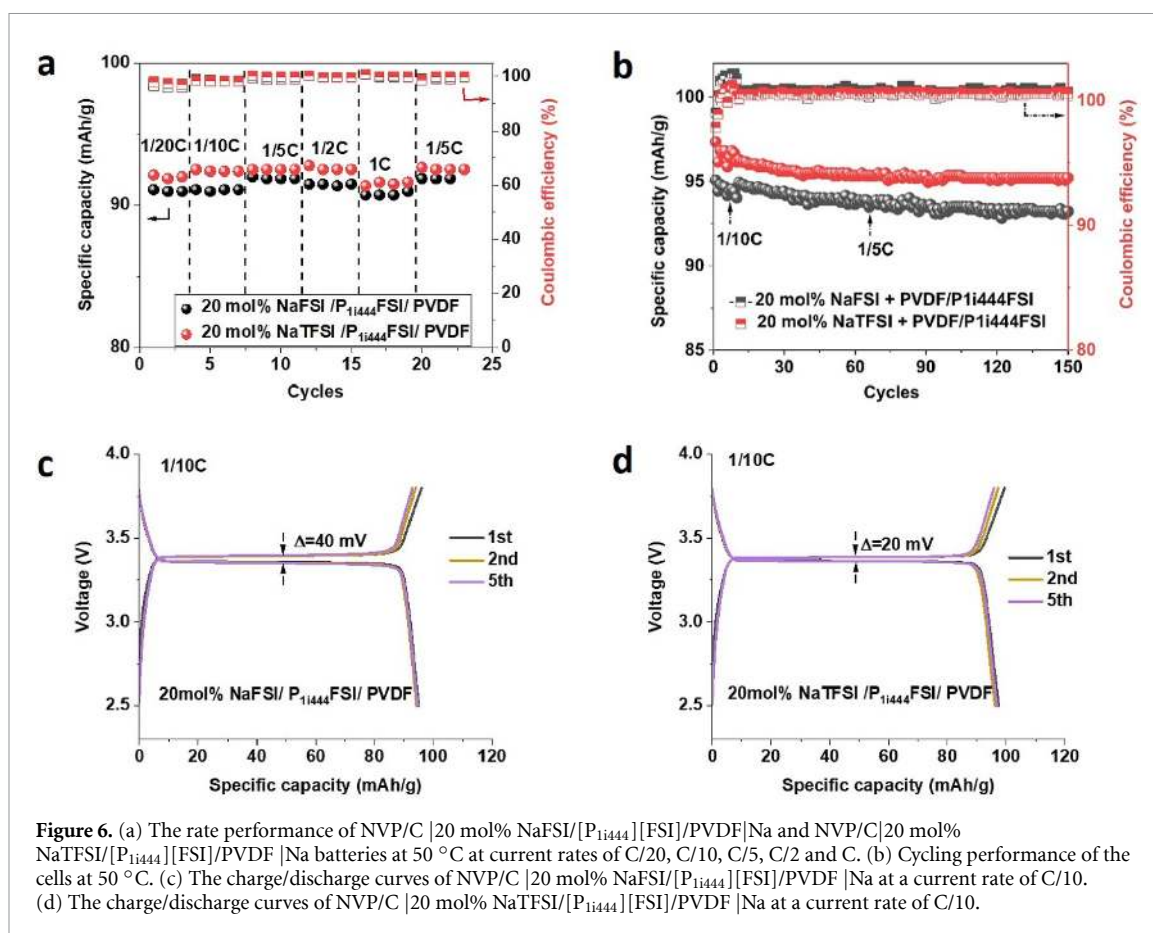 a
100
95
90
85
80
Specific capacity (mAh/g)
1/20C 1/10C 1/5C 1/2C 1C 1/5C
20 mol% NaFSI /P1i444FSI/ PVDF
20 mol% NaTFSI /P1i444FSI/ PVDF
0 5 10 15 20 25
Cycles
100
80
60
40
20
0
Coulombic efficiency (%)
b
100
95
90
85
Specific capacity (mAh/g)
1/10C
1/5C
20 mol% NaFSI + PVDF/P1i444FSI
20 mol% NaTFSI + PVDF/P1i444FSI
0 30 60 90 120 150
Cycles
100
90
80
Coulombic efficiency (%)
c
4.0
3.5
3.0
2.5
Voltage (V)
1/10C
Δ=40 mV
1st
2nd
5th
20mol% NaFSI/ P1i444FSI/ PVDF
0 20 40 60 80 100 120
Specific capacity (mAh/g)
d
4.0
3.5
3.0
2.5
Voltage (V)
1/10C
Δ=20 mV
1st
2nd
5th
20mol% NaTFSI /P1i444FSI/ PVDF
0 20 40 60 80 100 120
Specific capacity (mAh/g)
Figure 6. (a) The rate performance of NVP/C |20 mol% NaFSI/[P1i444][FSI]/PVDF|Na and NVP/C|20 mol%
NaTFSI/[P1i444][FSI]/PVDF |Na batteries at 50 °C at current rates of C/20, C/10, C/5, C/2 and C. (b) Cycling performance of the
cells at 50 °C. (c) The charge/discharge curves of NVP/C |20 mol% NaFSI/[P1i444][FSI]/PVDF |Na at a current rate of C/10.
(d) The charge/discharge curves of NVP/C |20 mol% NaTFSI/[P1i444][FSI]/PVDF |Na at a current rate of C/10.